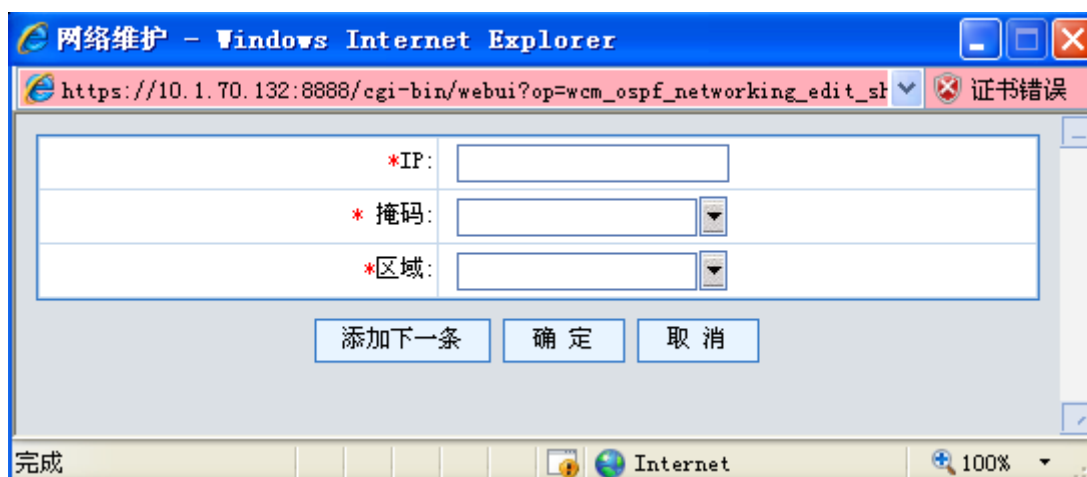 网络维护 - Windows Internet Explorer
https://10.1.70.132:8888/cgi-bin/webui?op=wcm_ospf_networking_edit_sh 证书错误
*IP:
* 掩码:
*区域:
添加下一条 确 定 取 消
完成 Internet 100%